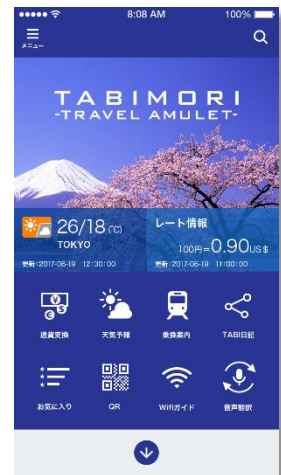 8:08 AM
100%
メニュー
TABIMORI
-TRAVEL AMULET-
26/18 (℃)
TOKYO
更新:2017-06-19 12:30:00
レート情報
100円=0.90US$
更新:2017-06-19 11:00:00
通貨変換
天気予報
乗換案内
TABI日記
お気に入り
QR
Wifiガイド
音声翻訳